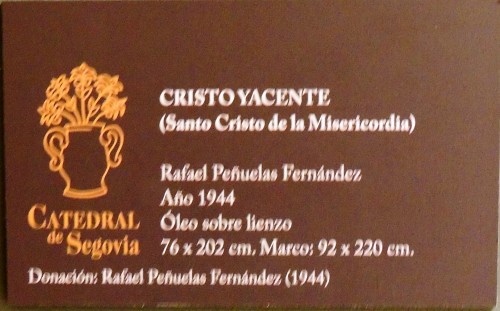 CRISTO YACENTE
(Santo Cristo de la Misericordia)
Rafael Peñuelas Fernández
Año 1944
Óleo sobre lienzo
76 x 202 cm. Marco: 92 x 220 cm.
CATEDRAL
de Segovia
Donación: Rafael Peñuelas Fernández (1944)